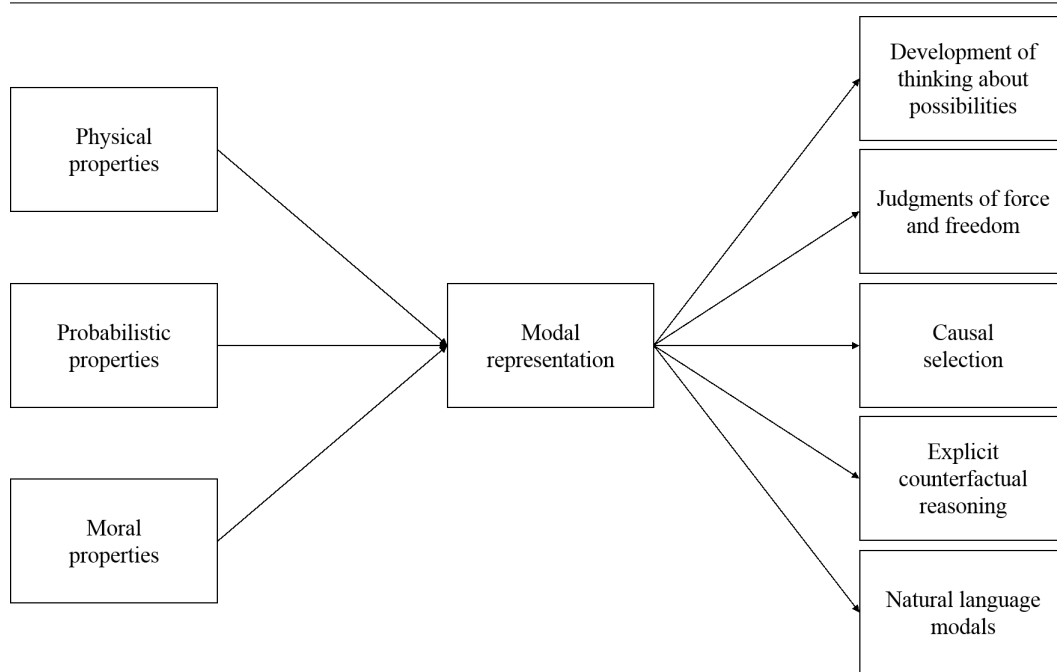 Physical
properties
Probabilistic
properties
Moral
properties
Modal
representation
Development of
thinking about
possibilities
Judgments of force
and freedom
Causal
selection
Explicit
counterfactual
reasoning
Natural language
modals